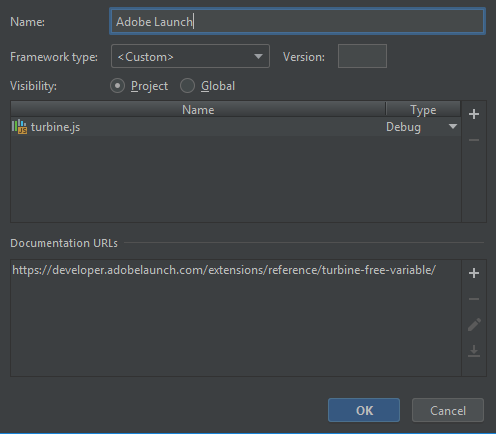 Name: Adobe Launch
Framework type: <Custom> Version:
Visibility: Project Global
Name Type
turbine.js Debug
Documentation URLs
https://developer.adobelaunch.com/extensions/reference/turbine-free-variable/
OK Cancel